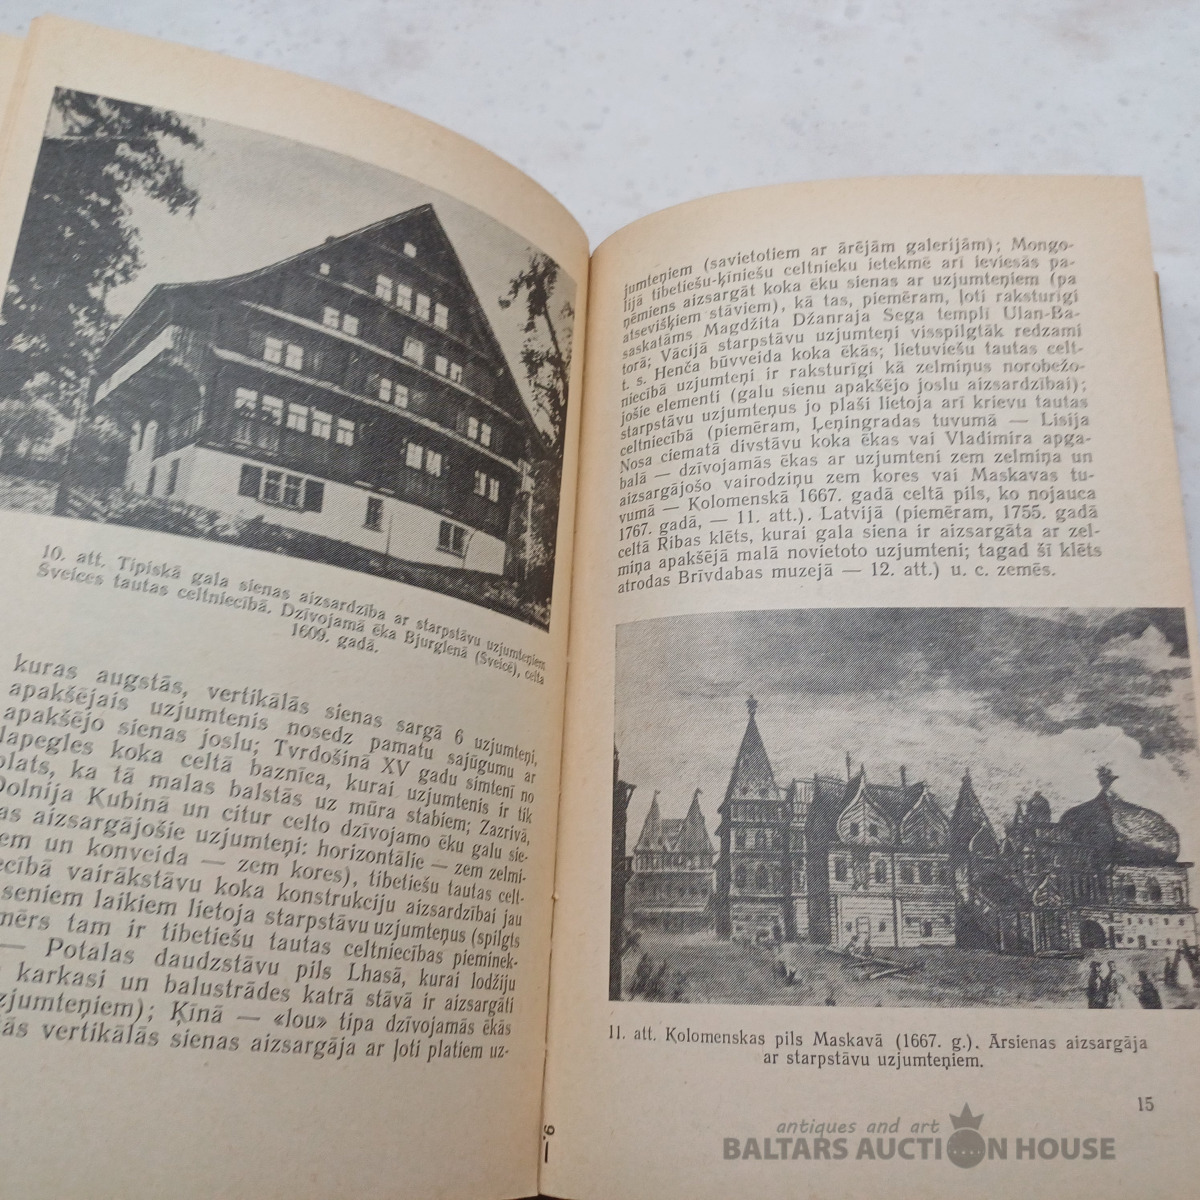 10. att. Tipiskā gala sienas aizsardzība ar starpstāvu uzjumteņiem
Šveices tautas celtniecībā. Dzīvojamā ēka Bjurglenā (Šveicē), celta
1609. gadā.
kuras augstās, vertikālās sienas sargā 6 uzjumteņi,
apakšējais uzjumtenis nosedz pamatu sajūgumu ar
apakšējo sienas joslu; Tvrdošinā XV gadu simtenī no
lapegles koka celtā baznīca, kurai uzjumtenis ir tik
plats, ka tā malas balstās uz mūra stabiem; Zazrivā,
Dolnija Kubinā un citur celto dzīvojamo ēku galu sie-
as aizsargājošie uzjumteņi: horizontālie — zem zelmi-
em un konveida — zem kores), tibetiešu tautas celt-
ecībā vairākstāvu koka konstrukciju aizsardzībai jau
seniem laikiem lietoja starpstāvu uzjumteņus (spilgts
mērs tam ir tibetiešu tautas celtniecības piemineк-
— Potalas daudzstāvu pils Lhasā, kurai lodžiju
karkasi un balustrādes katrā stāvā ir aizsargāti
zjumteņiem); Ķīnā — «lou» tipa dzīvojamās ēkās
ās vertikālās sienas aizsargāja ar ļoti platiem uz-
9.—
jumteņiem (savietotiem ar ārējām galerijām); Mongo-
lijā tibetiešu-ķīniešu celtnieku ietekmē arī ieviesās pa-
ņēmiens aizsargāt koka ēku sienas ar uzjumteņiem (pa
atsevišķiem stāviem), kā tas, piemēram, ļoti raksturīgi
saskatāms Magdžita Džanraja Sega templī Ulan-Ba-
torā; Vācijā starpstāvu uzjumteņi visspilgtāk redzami
t. s. Henča būvveida koka ēkās; lietuviešu tautas celt-
niecībā uzjumteņi ir raksturīgi kā zelmiņus norobežo-
jošie elementi (galu sienu apakšējo joslu aizsardzībai);
starpstāvu uzjumteņus jo plaši lietoja arī krievu tautas
celtniecībā (piemēram, Ļeņingradas tuvumā — Lisija
Nosa ciematā divstāvu koka ēkas vai Vladimira apga-
balā — dzīvojamās ēkas ar uzjumteni zem zelmiņa un
aizsargājošo vairodziņu zem kores vai Maskavas tu-
vumā — Kolomenskā 1667. gadā celtā pils, ko nojauca
1767. gadā, — 11. att.). Latvijā (piemēram, 1755. gadā
celtā Rības klēts, kurai gala siena ir aizsargāta ar zel-
miņa apakšējā malā novietoto uzjumteni; tagad šī klēts
atrodas Brīvdabas muzejā — 12. att.) u. c. zemēs.
11. att. Kolomenskas pils Maskavā (1667. g.). Ārsienas aizsargāja
ar starpstāvu uzjumteņiem.
15
antiques and art
BALTARS AUCTION HOUSE